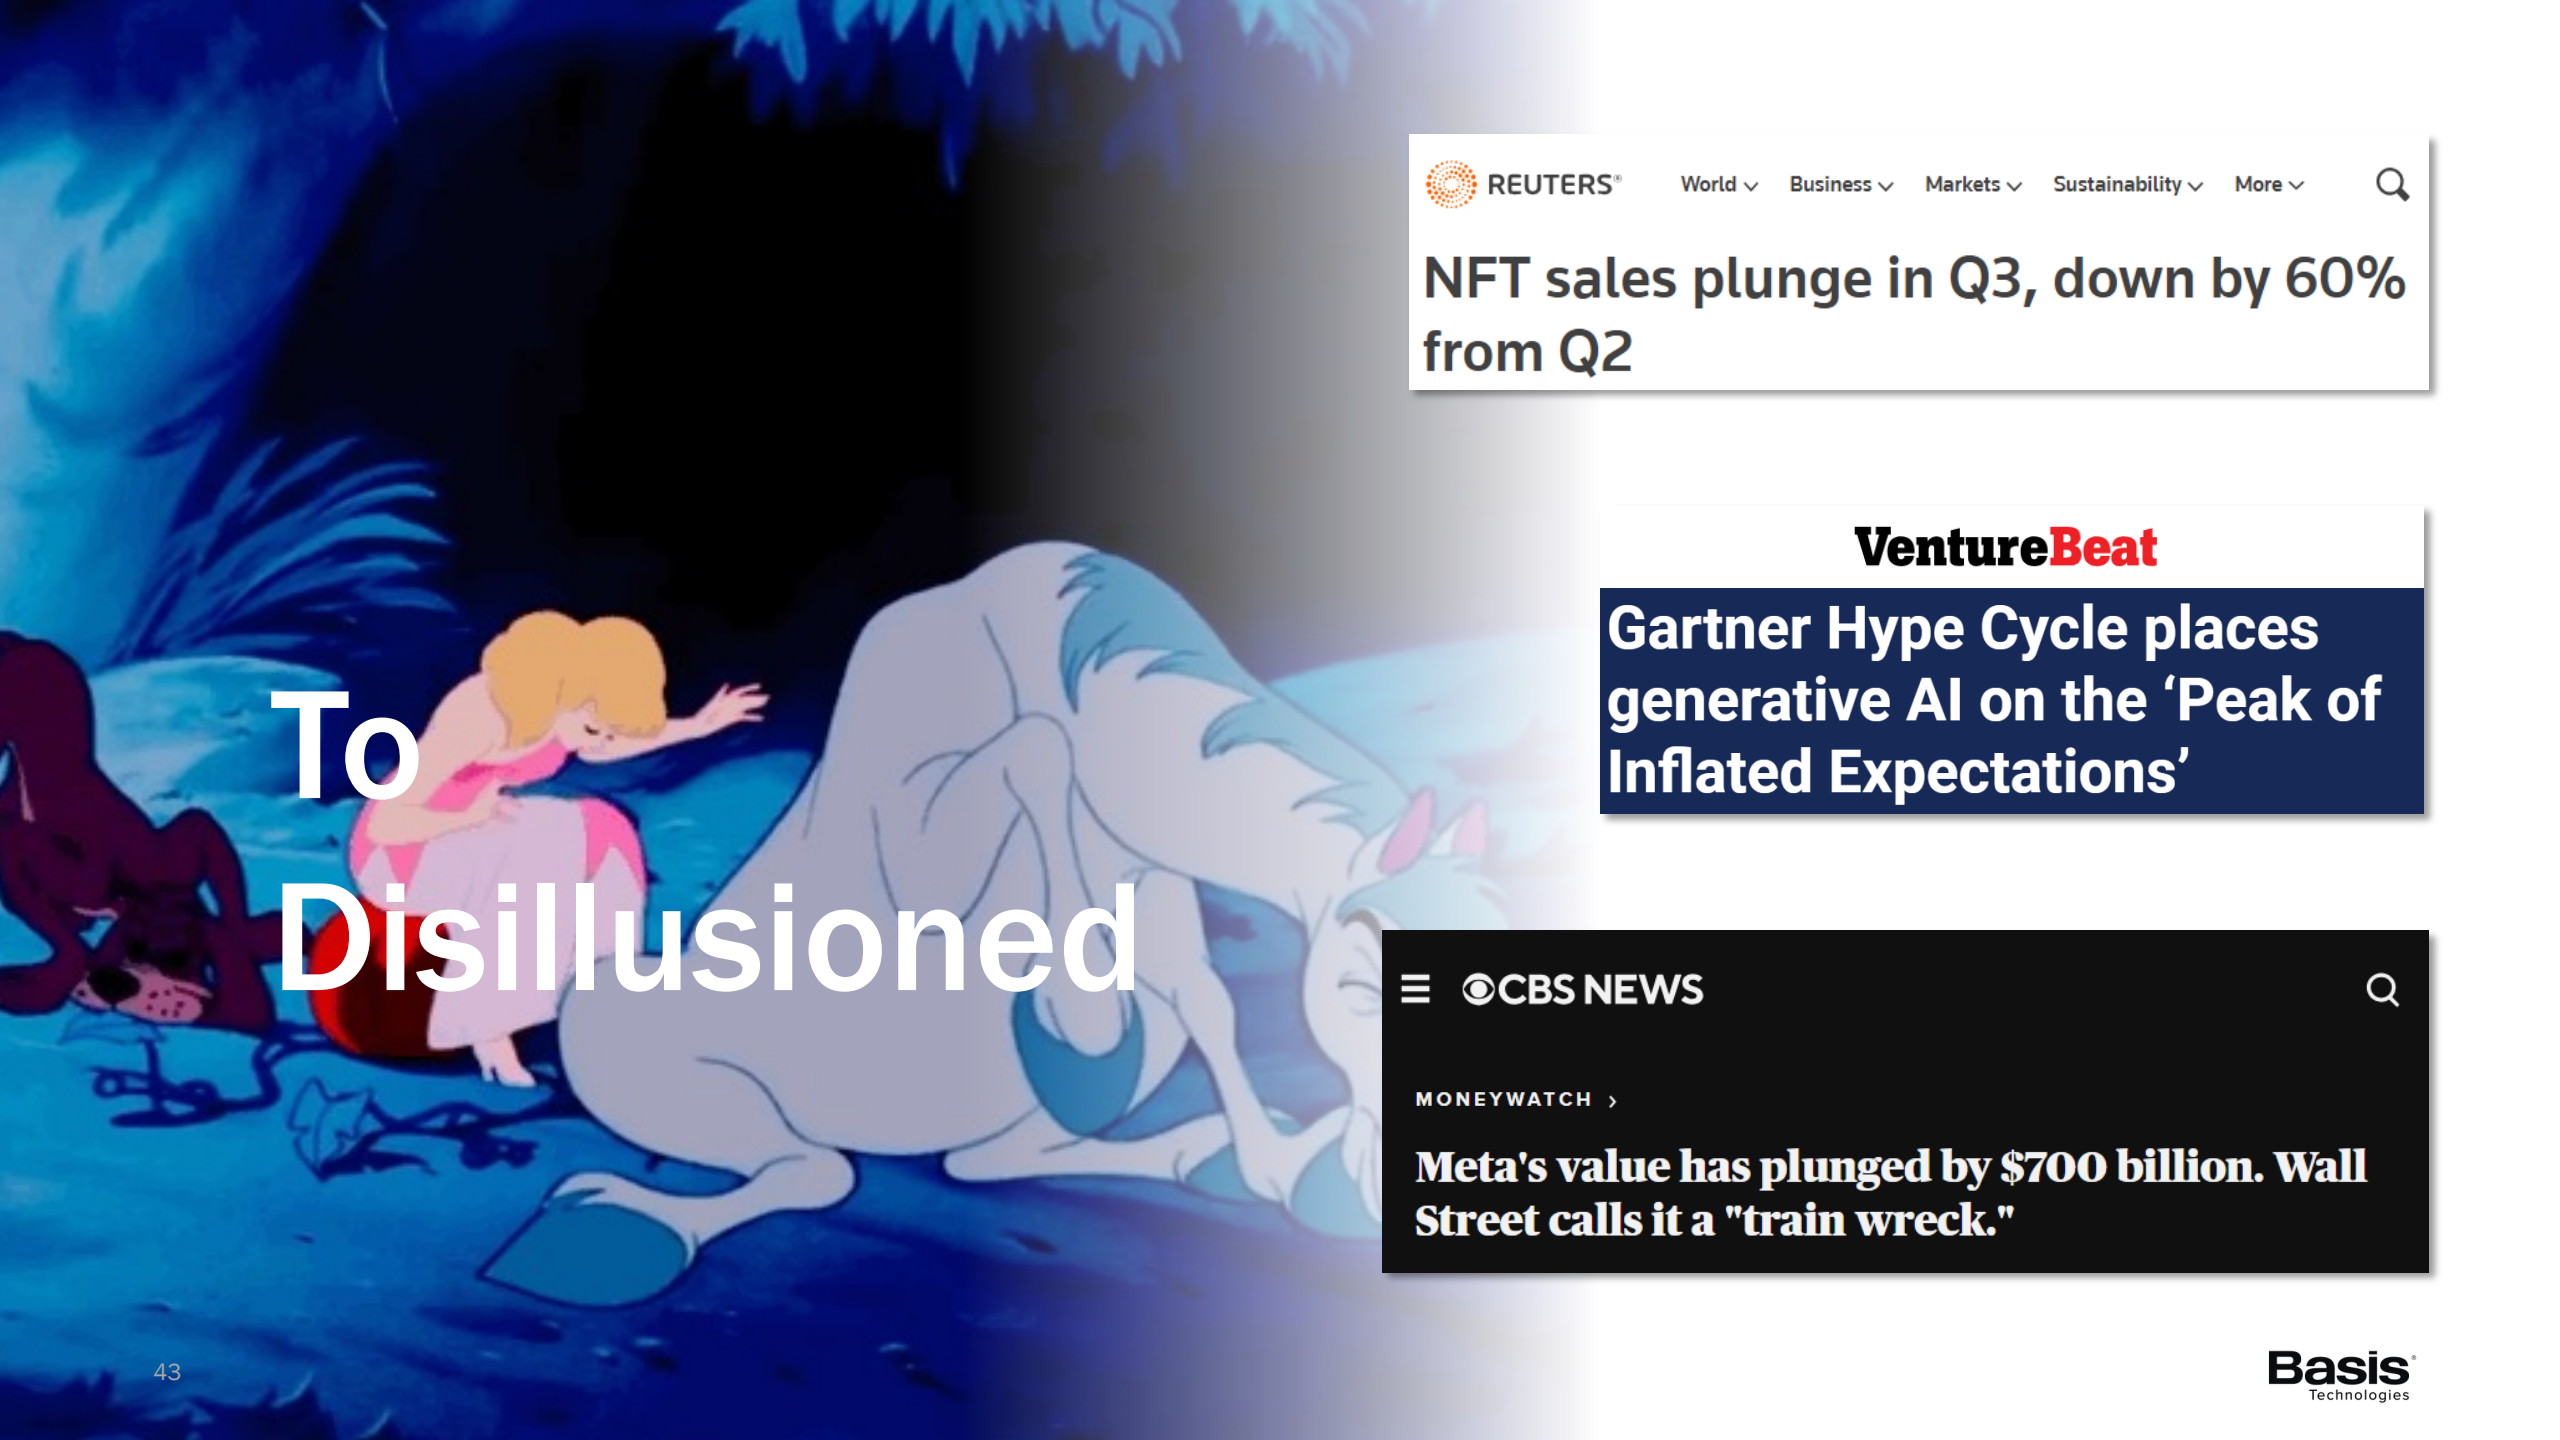 To
Disillusioned
REUTERS®
World Business Markets Sustainability More
NFT sales plunge in Q3, down by 60%
from Q2
VentureBeat
Gartner Hype Cycle places
generative AI on the ‘Peak of
Inflated Expectations’
CBS NEWS
MONEYWATCH ›
Meta's value has plunged by $700 billion. Wall
Street calls it a "train wreck."
43
Basis®
Technologies